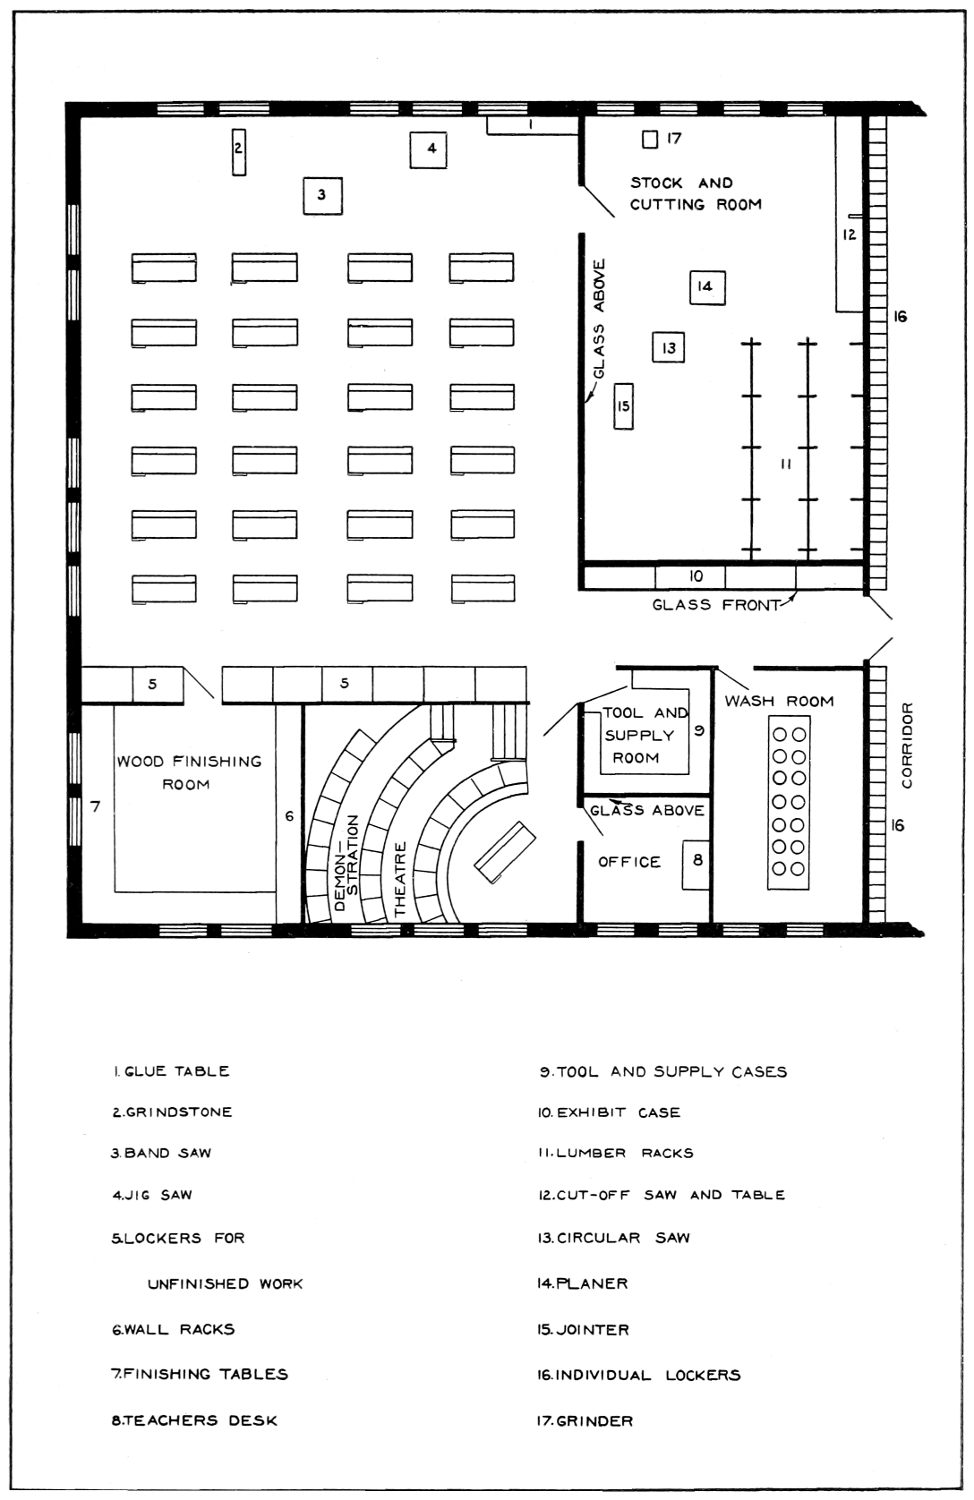 1
2
4
3
17
STOCK AND
CUTTING ROOM
12
14
GLASS ABOVE
16
13
15
11
10
GLASS FRONT
5
5
WASH ROOM
TOOL AND
SUPPLY
ROOM
9
CORRIDOR
WOOD FINISHING
ROOM
7
6
DEMON-
STRATION
THEATRE
GLASS ABOVE
OFFICE
8
16
1. GLUE TABLE
2. GRINDSTONE
3. BAND SAW
4. JIG SAW
5. LOCKERS FOR
UNFINISHED WORK
6. WALL RACKS
7. FINISHING TABLES
8. TEACHERS DESK
9. TOOL AND SUPPLY CASES
10. EXHIBIT CASE
11. LUMBER RACKS
12. CUT-OFF SAW AND TABLE
13. CIRCULAR SAW
14. PLANER
15. JOINTER
16. INDIVIDUAL LOCKERS
17. GRINDER